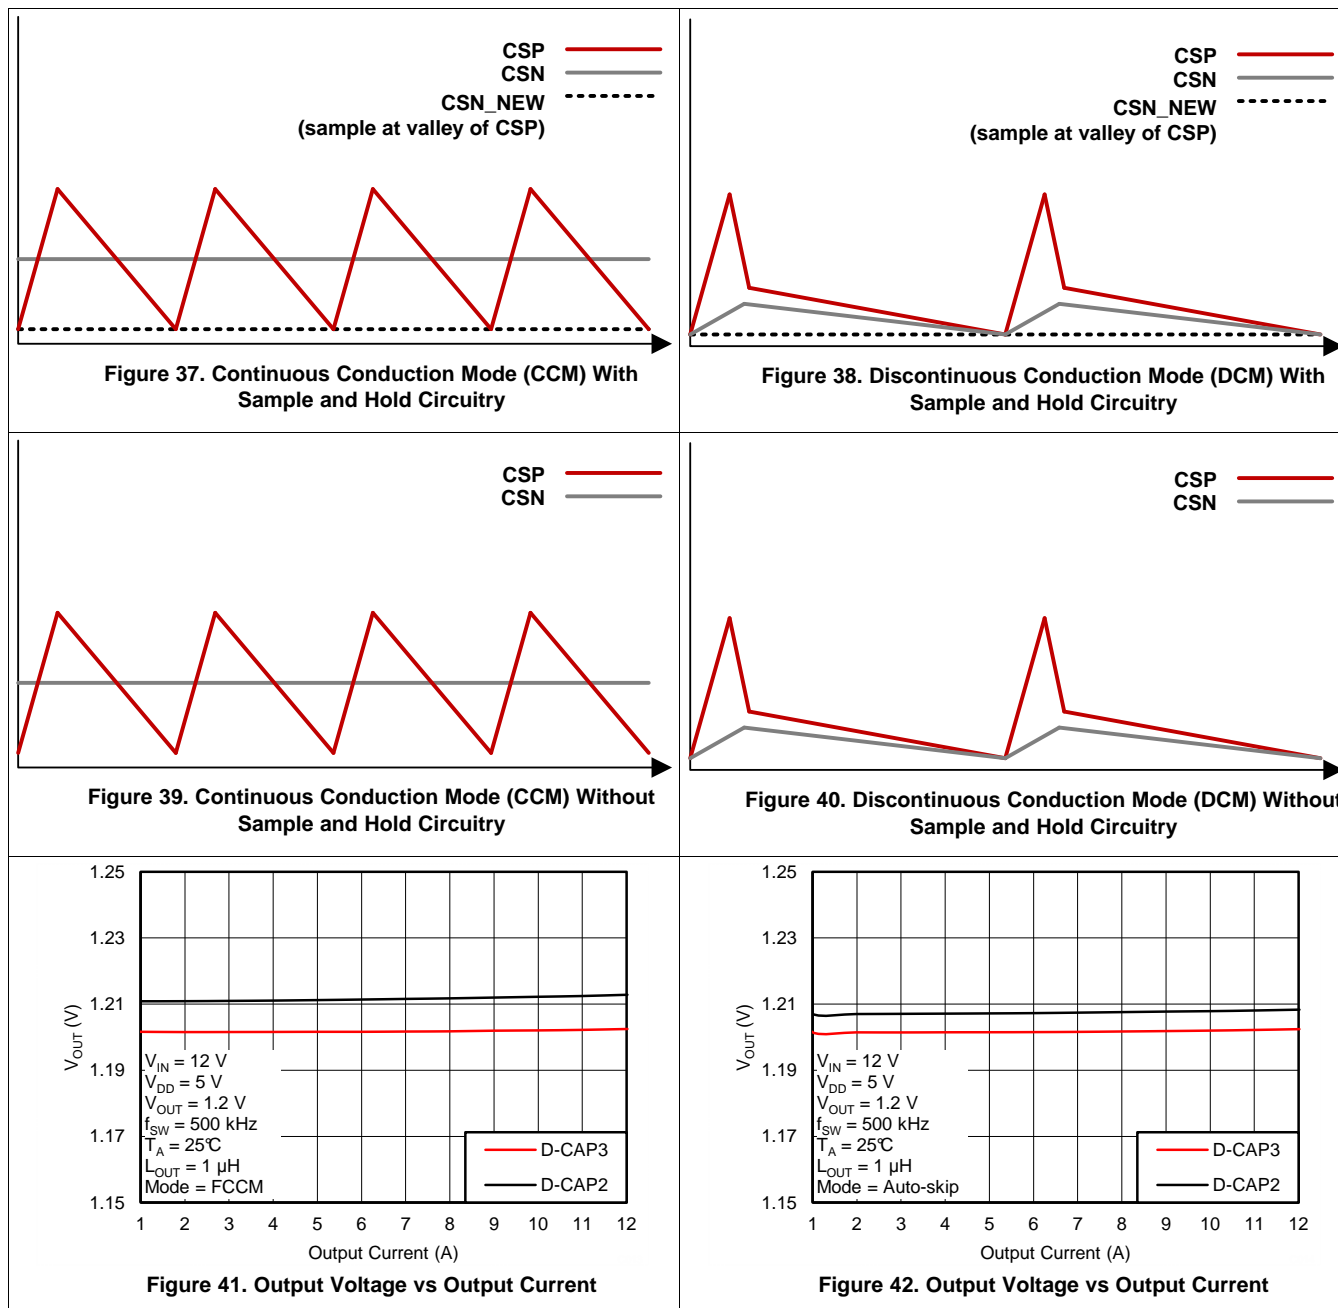 CSP
CSN
CSN_NEW
(sample at valley of CSP)
Figure 37. Continuous Conduction Mode (CCM) With
Sample and Hold Circuitry
CSP
CSN
CSN_NEW
(sample at valley of CSP)
Figure 38. Discontinuous Conduction Mode (DCM) With
Sample and Hold Circuitry
CSP
CSN
Figure 39. Continuous Conduction Mode (CCM) Without
Sample and Hold Circuitry
CSP
CSN
Figure 40. Discontinuous Conduction Mode (DCM) Without
Sample and Hold Circuitry
1.25
1.23
1.21
1.19
1.17
1.15
VOUT (V)
VIN = 12 V
VDD = 5 V
VOUT = 1.2 V
fSW = 500 kHz
TA = 25°C
LOUT = 1 µH
Mode = FCCM
D-CAP3
D-CAP2
1 2 3 4 5 6 7 8 9 10 11 12
Output Current (A)
Figure 41. Output Voltage vs Output Current
1.25
1.23
1.21
1.19
1.17
1.15
VOUT (V)
VIN = 12 V
VDD = 5 V
VOUT = 1.2 V
fSW = 500 kHz
TA = 25°C
LOUT = 1 µH
Mode = Auto-skip
D-CAP3
D-CAP2
1 2 3 4 5 6 7 8 9 10 11 12
Output Current (A)
Figure 42. Output Voltage vs Output Current